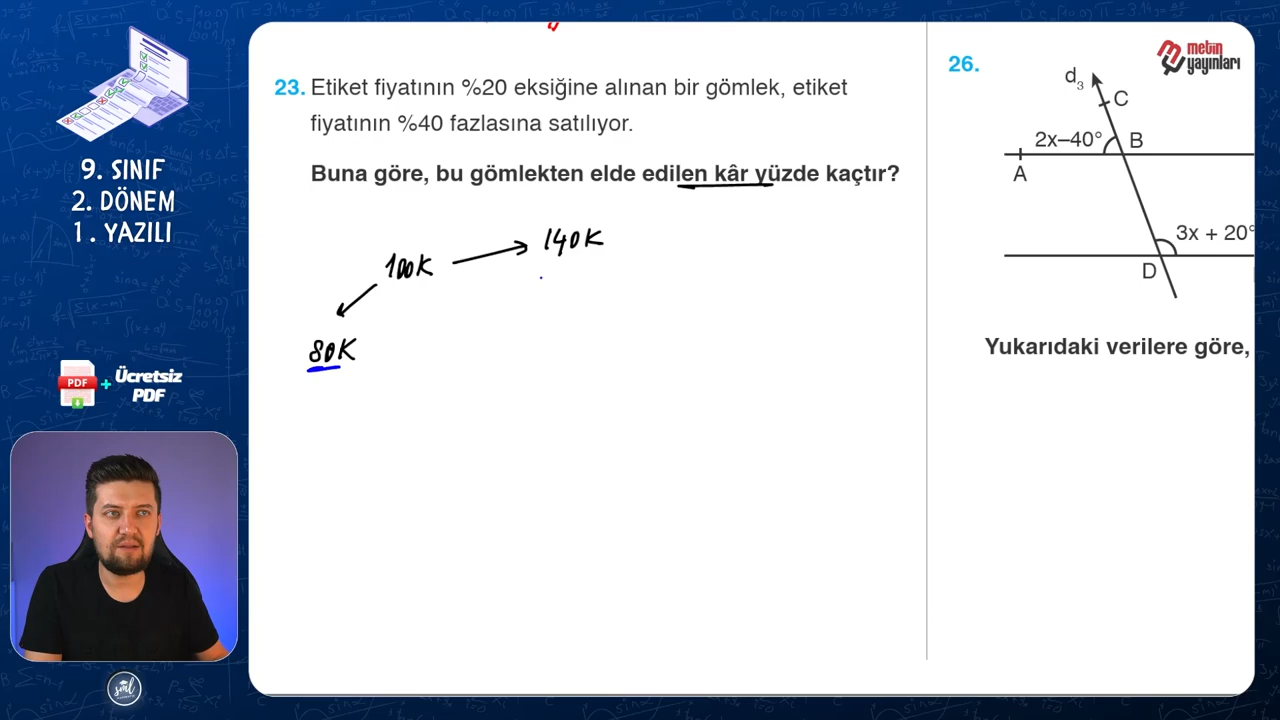 9. SINIF
2. DÖNEM
1. YAZILI
PDF
+ Ücretsiz
PDF
sml
23. Etiket fiyatının %20 eksiğine alınan bir gömlek, etiket
fiyatının %40 fazlasına satılıyor.
Buna göre, bu gömlekten elde edilen kâr yüzde kaçtır?
100K
140K
80K
26.
metin
yayınları
d3
C
2x–40°
B
A
3x + 20°
D
Yukarıdaki verilere göre,